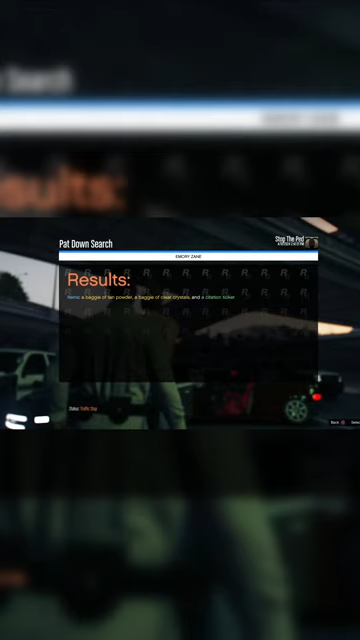 Pat Down Search
Stop The Ped
EMORY ZANE
Results:
Items: a baggie of tan powder, a baggie of clear crystals, and a citation ticket
Status: Traffic Stop
Back
Select